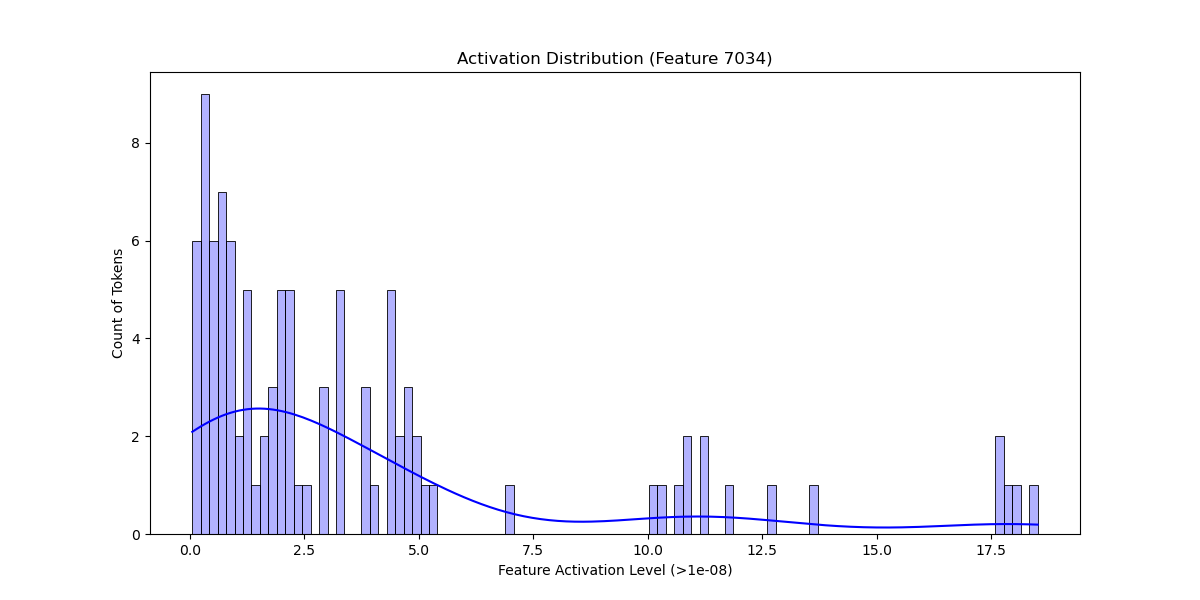 Activation Distribution (Feature 7034)
Count of Tokens
8
6
4
2
0
0.0 2.5 5.0 7.5 10.0 12.5 15.0 17.5
Feature Activation Level (>1e-08)